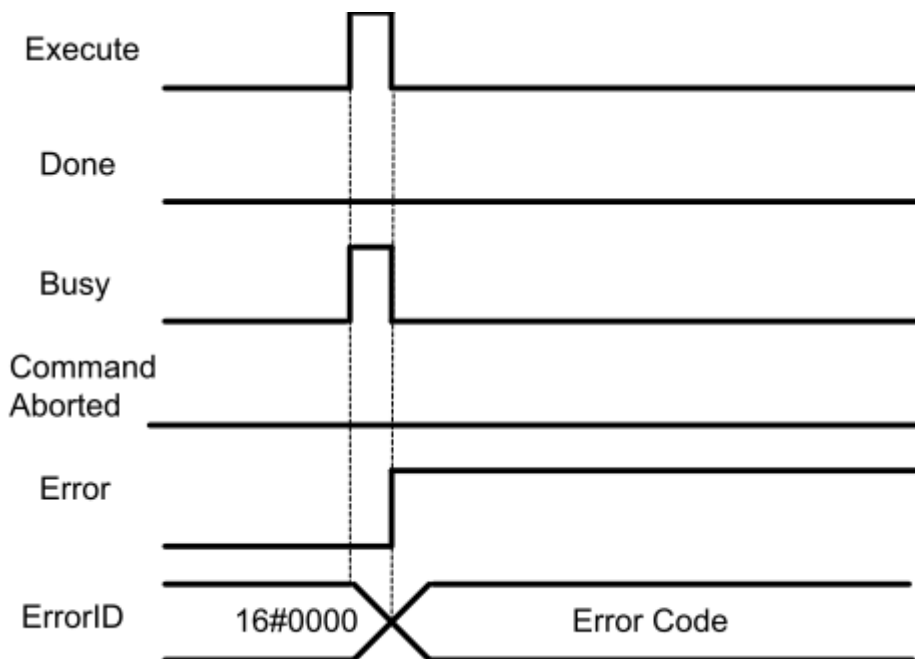 Execute
Done
Busy
Command
Aborted
Error
ErrorID
16#0000
Error Code